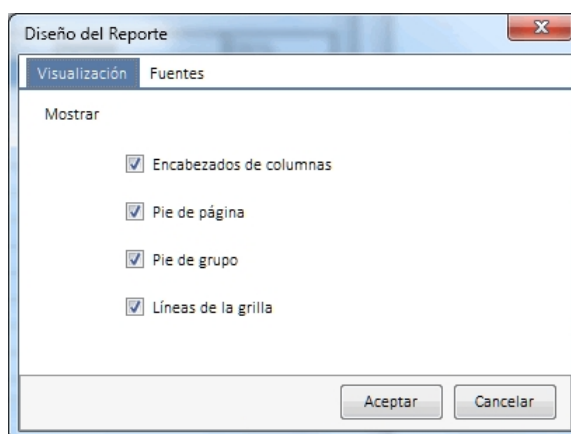 Diseño del Reporte
Visualización Fuentes
Mostrar
Encabezados de columnas
Pie de página
Pie de grupo
Líneas de la grilla
Aceptar Cancelar